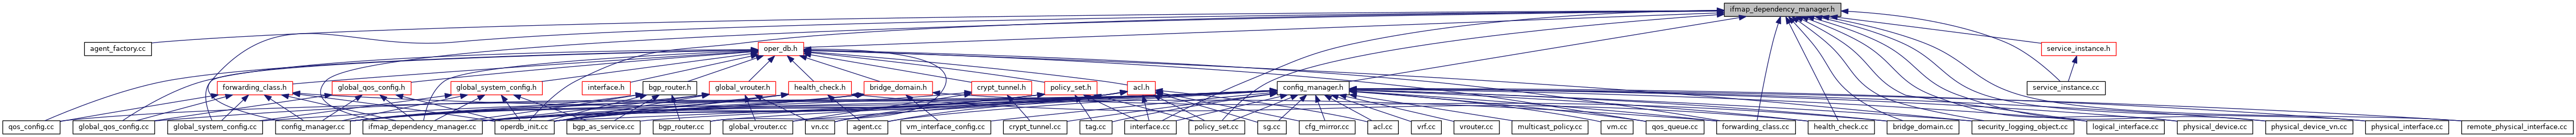 ifmap_dependency_manager.h
agent_factory.cc
oper_db.h
service_instance.h
forwarding_class.h
global_qos_config.h
global_system_config.h
interface.h
bgp_router.h
global_vrouter.h
health_check.h
bridge_domain.h
crypt_tunnel.h
policy_set.h
acl.h
config_manager.h
service_instance.cc
qos_config.cc
global_qos_config.cc
global_system_config.cc
config_manager.cc
ifmap_dependency_manager.cc
operdb_init.cc
bgp_as_service.cc
bgp_router.cc
global_vrouter.cc
vn.cc
agent.cc
vm_interface_config.cc
crypt_tunnel.cc
tag.cc
interface.cc
policy_set.cc
sg.cc
cfg_mirror.cc
acl.cc
vrf.cc
vrouter.cc
multicast_policy.cc
vm.cc
qos_queue.cc
forwarding_class.cc
health_check.cc
bridge_domain.cc
security_logging_object.cc
logical_interface.cc
physical_device.cc
physical_device_vn.cc
physical_interface.cc
remote_physical_interface.cc